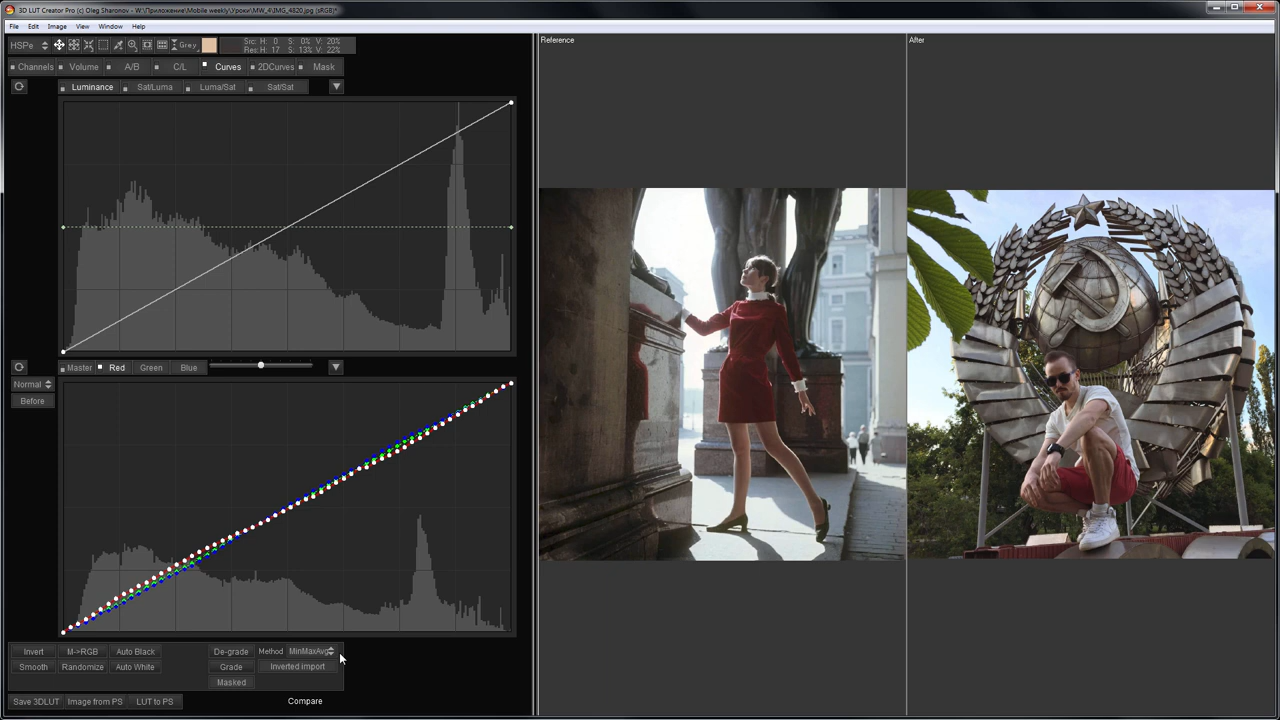 3D LUT Creator Pro (c) Oleg Sharonov - W:\Приложение\Mobile weekly\Уроки\MW_4\IMG_4820.jpg (sRGB)*
File Edit Image View Window Help
HSPe Grey Src: H: 0 S: 0% V: 20%
Res: H: 17 S: 13% V: 22%
Reference After
Channels Volume A/B C/L Curves 2DCurves Mask
Luminance Sat/Luma Luma/Sat Sat/Sat
Master Red Green Blue
Normal
Before
Invert M->RGB Auto Black De-grade Method MinMaxAvg
Smooth Randomize Auto White Grade Inverted import
Masked
Save 3DLUT Image from PS LUT to PS Compare